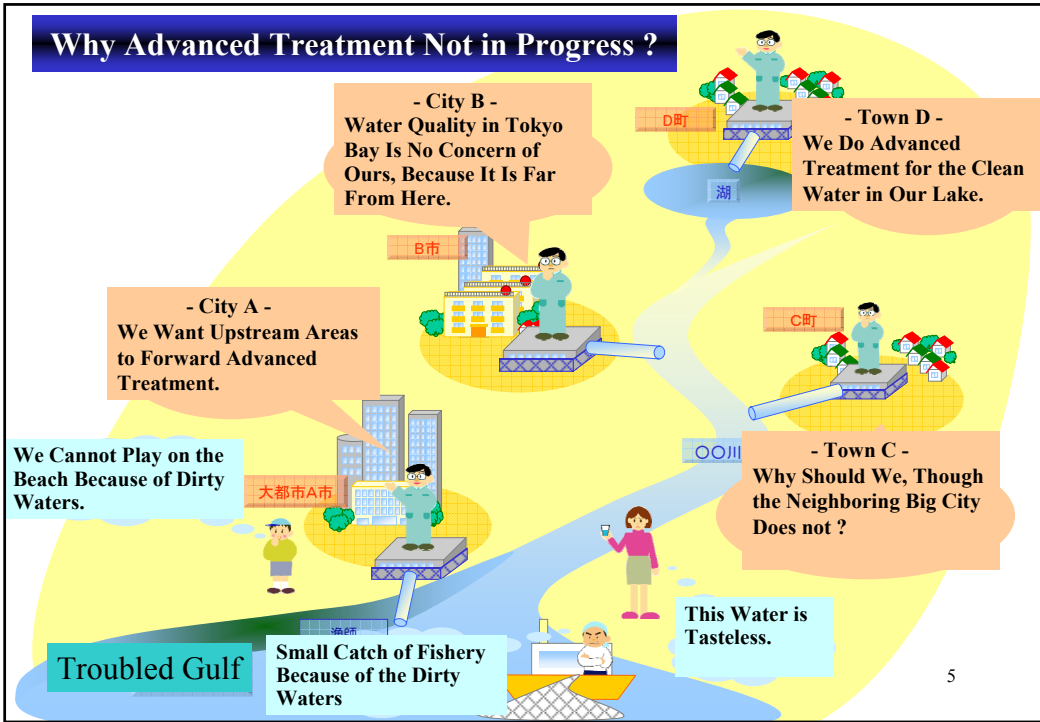 Why Advanced Treatment Not in Progress ?
- City B -
Water Quality in Tokyo
Bay Is No Concern of
Ours, Because It Is Far
From Here.
D町
- Town D -
We Do Advanced
Treatment for the Clean
Water in Our Lake.
湖
B市
- City A -
We Want Upstream Areas
to Forward Advanced
Treatment.
C町
We Cannot Play on the
Beach Because of Dirty
Waters.
大都市A市
〇〇川
- Town C -
Why Should We, Though
the Neighboring Big City
Does not ?
This Water is
Tasteless.
漁師
Small Catch of Fishery
Because of the Dirty
Waters
Troubled Gulf
5